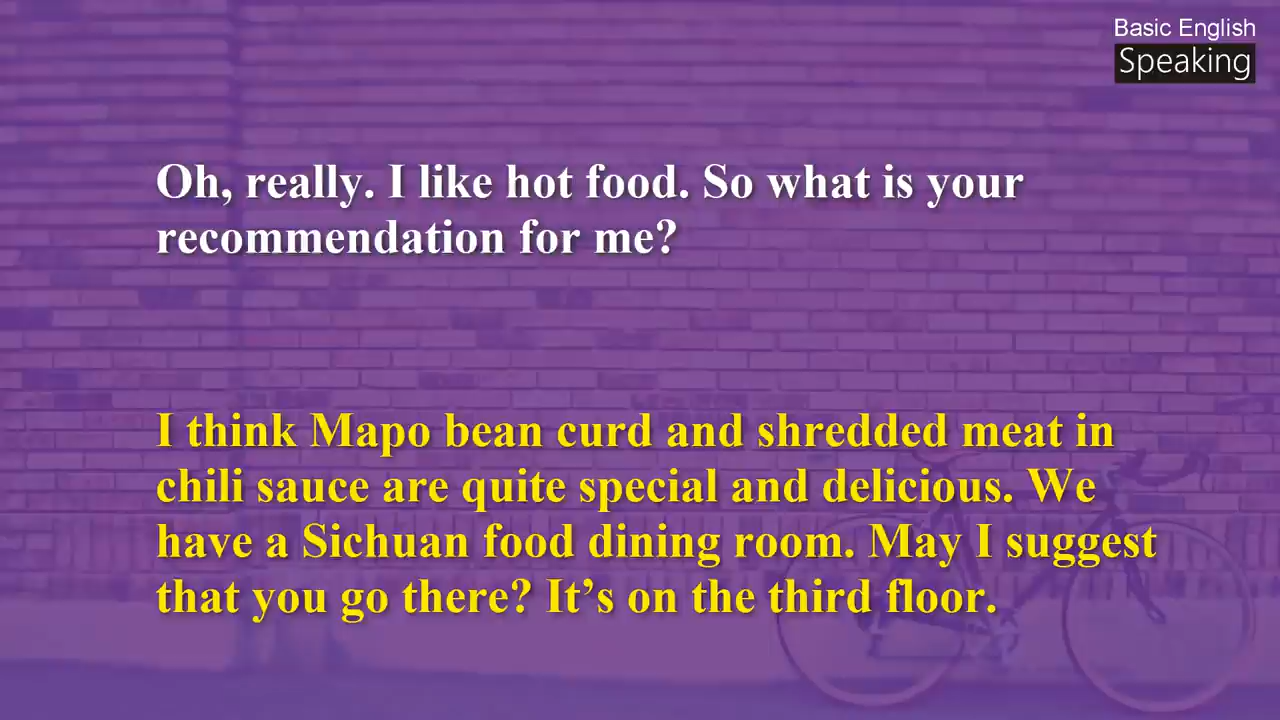 Basic English
Speaking
Oh, really. I like hot food. So what is your
recommendation for me?
I think Mapo bean curd and shredded meat in
chili sauce are quite special and delicious. We
have a Sichuan food dining room. May I suggest
that you go there? It’s on the third floor.